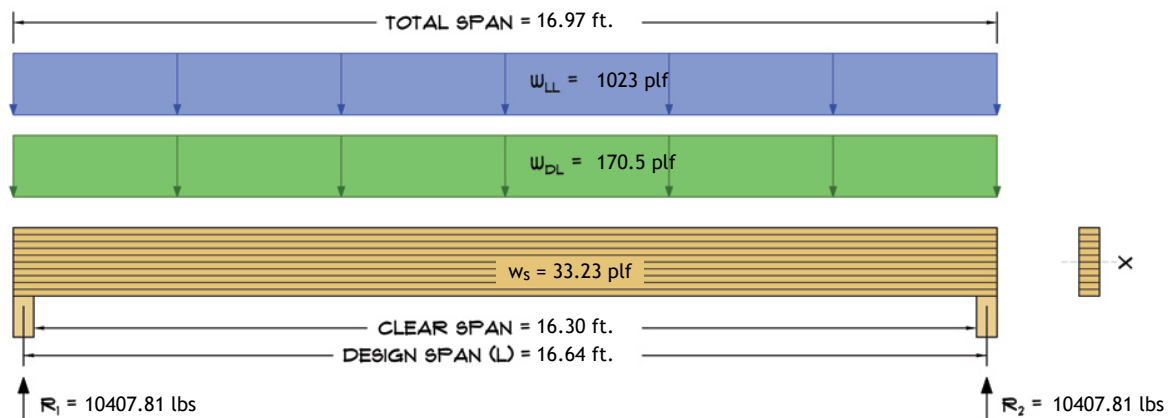 TOTAL SPAN = 16.97 ft.
wLL = 1023 plf
wDL = 170.5 plf
ws = 33.23 plf
X
CLEAR SPAN = 16.30 ft.
DESIGN SPAN (L) = 16.64 ft.
R1 = 10407.81 lbs
R2 = 10407.81 lbs